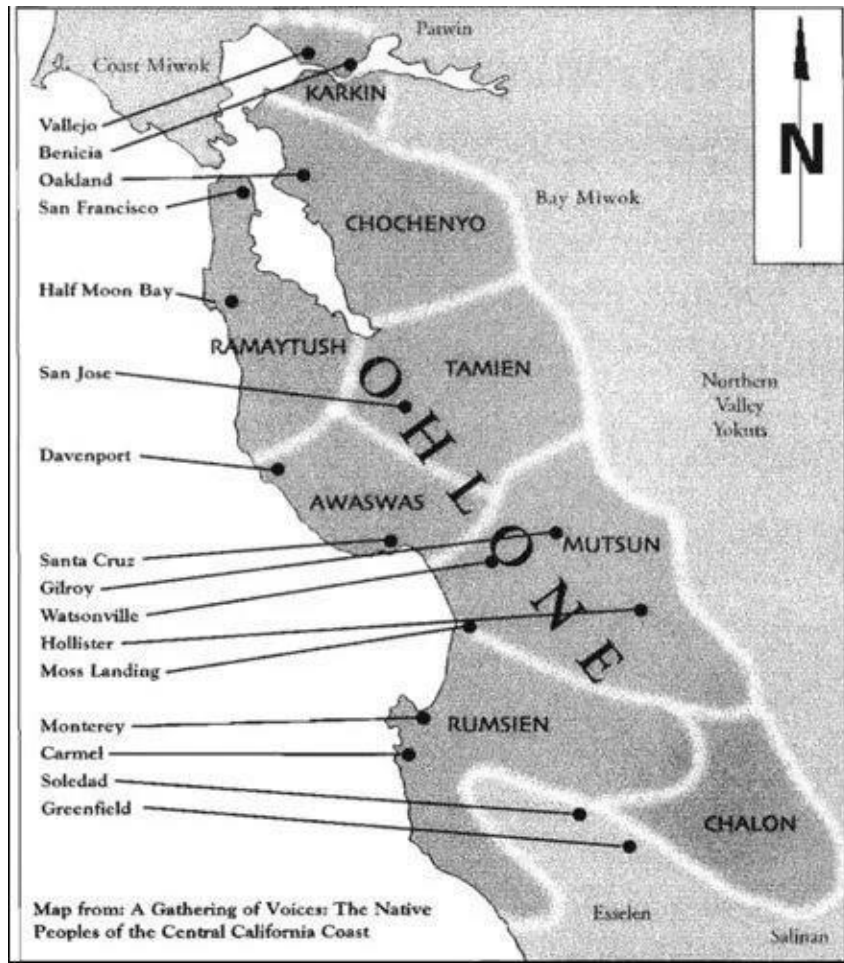 Patwin
Coast Miwok
KARKIN
N
Vallejo
Benicia
Oakland
San Francisco
Bay Miwok
CHOCHENYO
Half Moon Bay
RAMAYTUSH
San Jose
TAMIEN
Northern
Valley
Yokuts
OHLONE
Davenport
AWASWAS
MUTSUN
Santa Cruz
Gilroy
Watsonville
Hollister
Moss Landing
Monterey
RUMSIEN
Carmel
Soledad
Greenfield
CHALON
Esselen
Salinan
Map from: A Gathering of Voices: The Native
Peoples of the Central California Coast